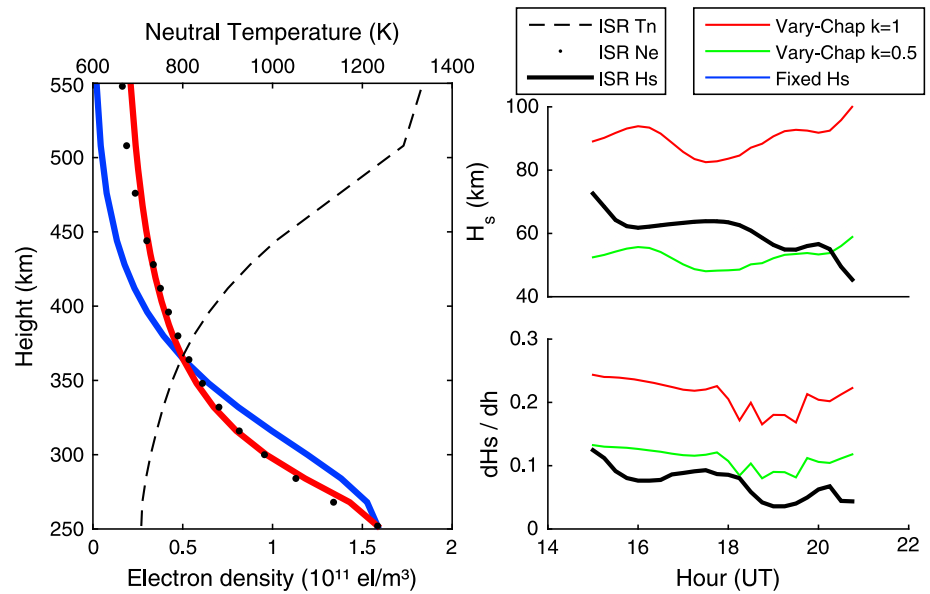 Neutral Temperature (K)
600 800 1000 1200 1400
550
500
450
400
350
300
250
Height (km)
0 0.5 1 1.5 2
Electron density (10¹¹ el/m³)
ISR Tn
ISR Ne
ISR Hs
Vary-Chap k=1
Vary-Chap k=0.5
Fixed Hs
100
80
60
40
Hs (km)
0.3
0.2
0.1
0
dHs / dh
14 16 18 20 22
Hour (UT)